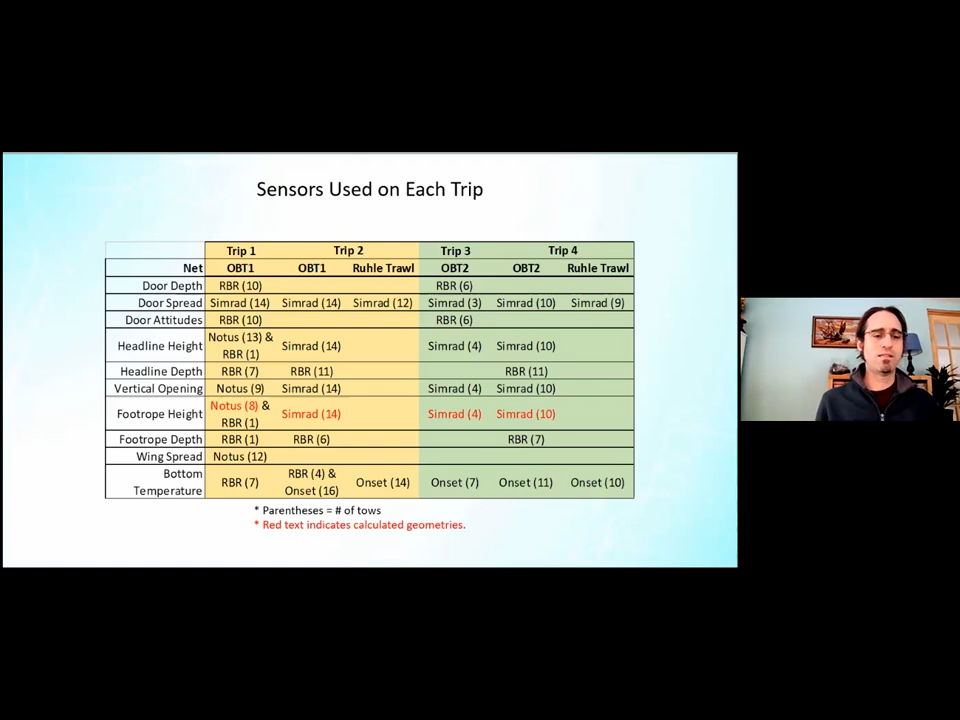 Sensors Used on Each Trip
Trip 1 Trip 2 Trip 3 Trip 4
Net OBT1 OBT1 Ruhle Trawl OBT2 OBT2 Ruhle Trawl
Door Depth RBR (10) RBR (6)
Door Spread Simrad (14) Simrad (14) Simrad (12) Simrad (3) Simrad (10) Simrad (9)
Door Attitudes RBR (10) RBR (6)
Headline Height Notus (13) & RBR (1) Simrad (14) Simrad (4) Simrad (10)
Headline Depth RBR (7) RBR (11) RBR (11)
Vertical Opening Notus (9) Simrad (14) Simrad (4) Simrad (10)
Footrope Height Notus (8) & RBR (1) Simrad (14) Simrad (4) Simrad (10)
Footrope Depth RBR (1) RBR (6) RBR (7)
Wing Spread Notus (12)
Bottom Temperature RBR (7) RBR (4) & Onset (16) Onset (14) Onset (7) Onset (11) Onset (10)
* Parentheses = # of tows
* Red text indicates calculated geometries.